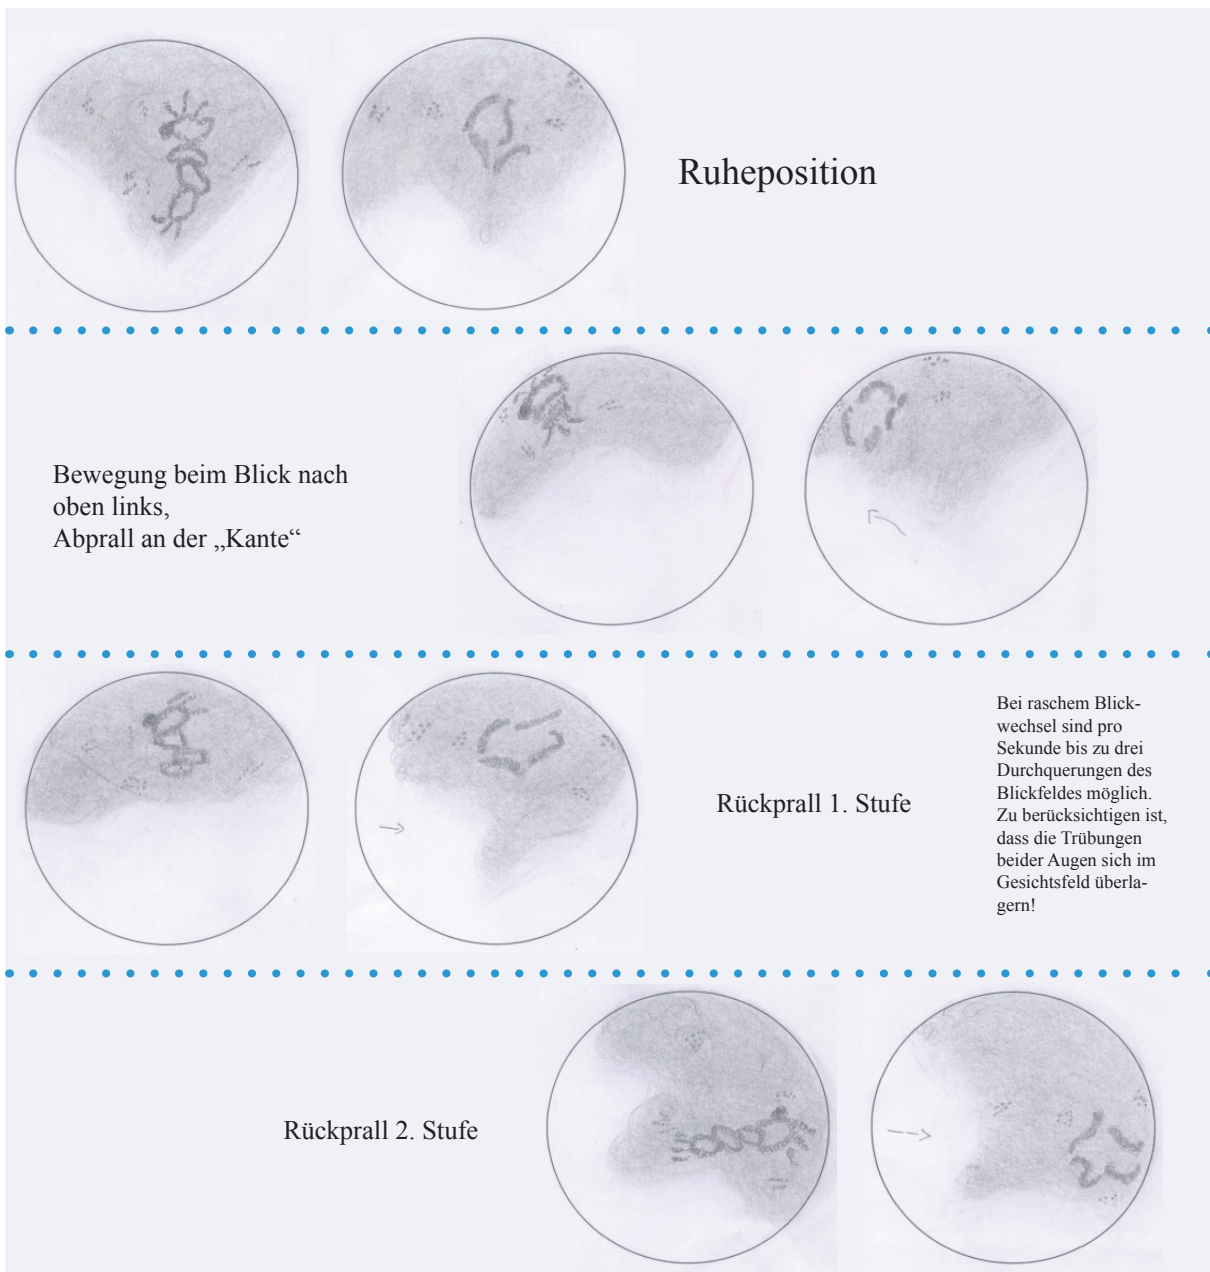 Ruheposition
Bewegung beim Blick nach
oben links,
Abprall an der „Kante“
Rückprall 1. Stufe
Bei raschem Blick-
wechsel sind pro
Sekunde bis zu drei
Durchquerungen des
Blickfeldes möglich.
Zu berücksichtigen ist,
dass die Trübungen
beider Augen sich im
Gesichtsfeld überla-
gern!
Rückprall 2. Stufe